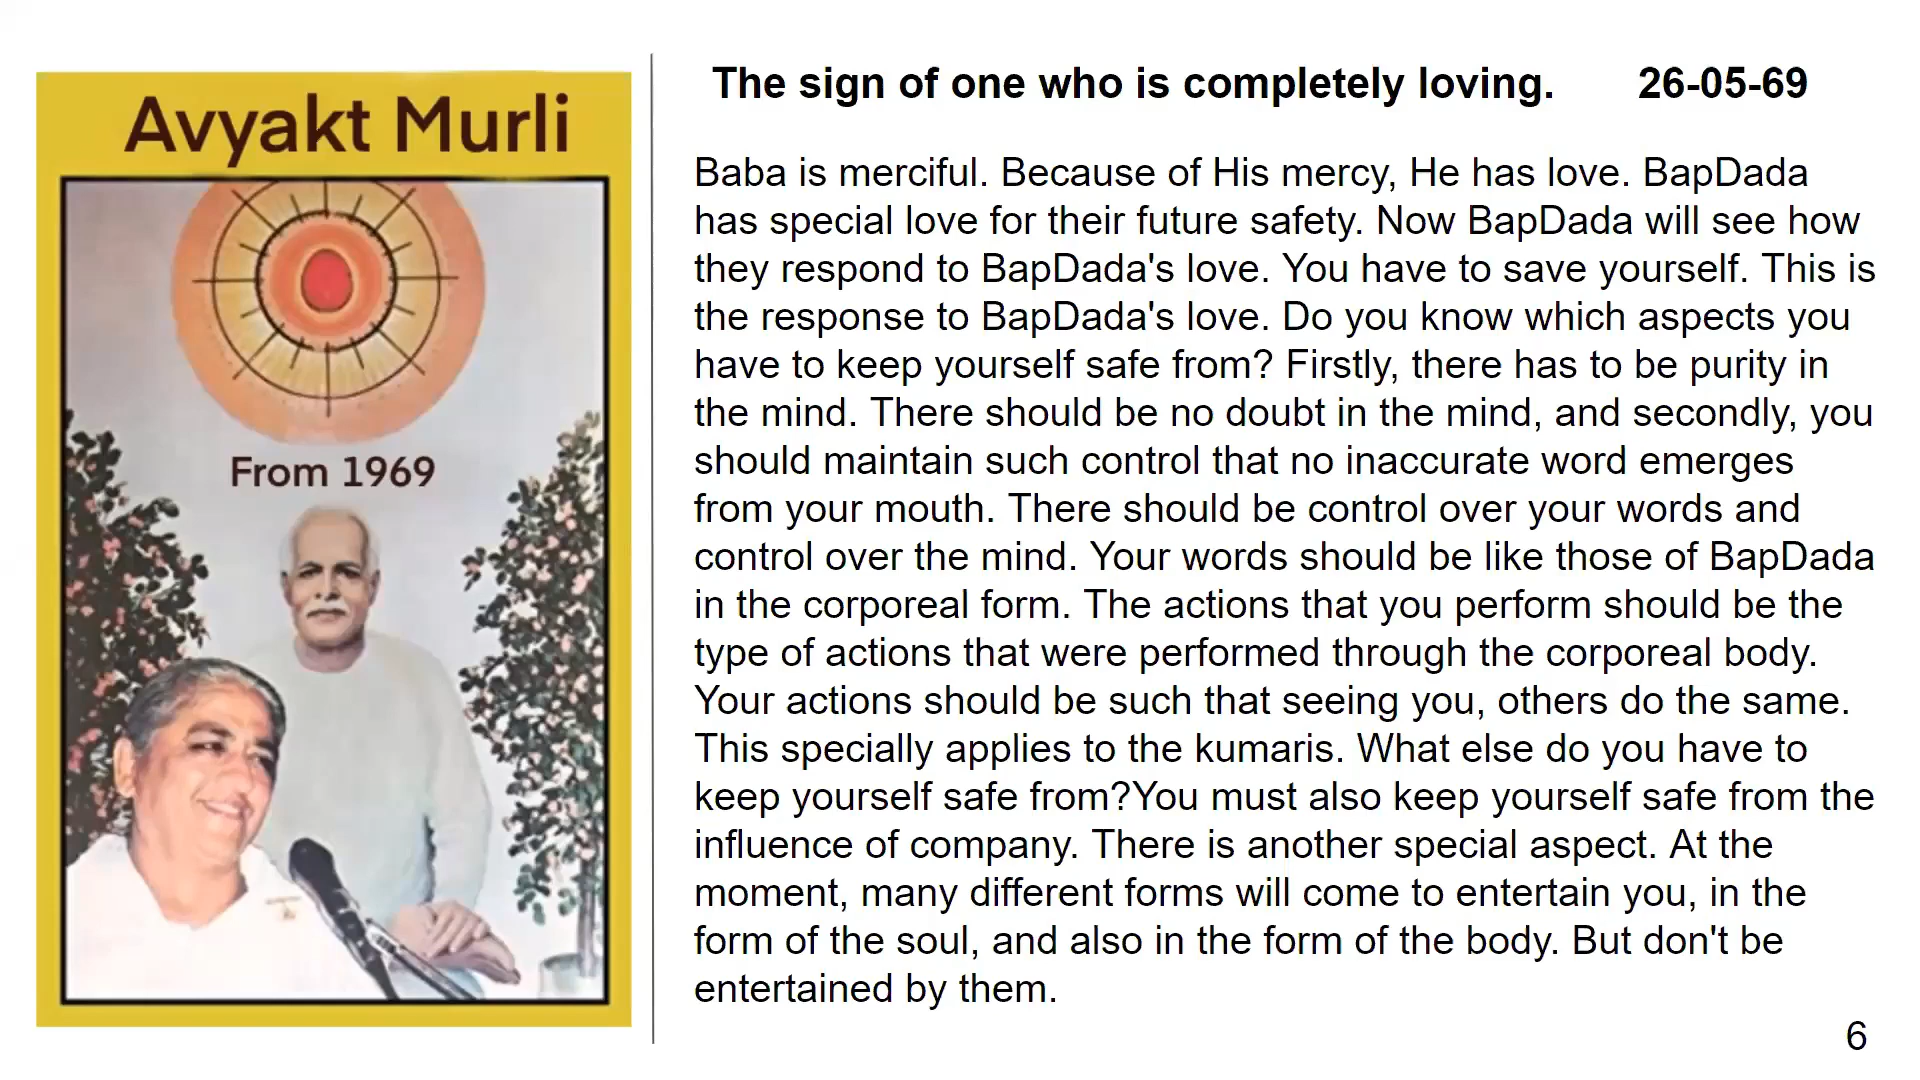 Avyakt Murli
From 1969
The sign of one who is completely loving. 26-05-69
Baba is merciful. Because of His mercy, He has love. BapDada
has special love for their future safety. Now BapDada will see how
they respond to BapDada's love. You have to save yourself. This is
the response to BapDada's love. Do you know which aspects you
have to keep yourself safe from? Firstly, there has to be purity in
the mind. There should be no doubt in the mind, and secondly, you
should maintain such control that no inaccurate word emerges
from your mouth. There should be control over your words and
control over the mind. Your words should be like those of BapDada
in the corporeal form. The actions that you perform should be the
type of actions that were performed through the corporeal body.
Your actions should be such that seeing you, others do the same.
This specially applies to the kumaris. What else do you have to
keep yourself safe from?You must also keep yourself safe from the
influence of company. There is another special aspect. At the
moment, many different forms will come to entertain you, in the
form of the soul, and also in the form of the body. But don't be
entertained by them.
6